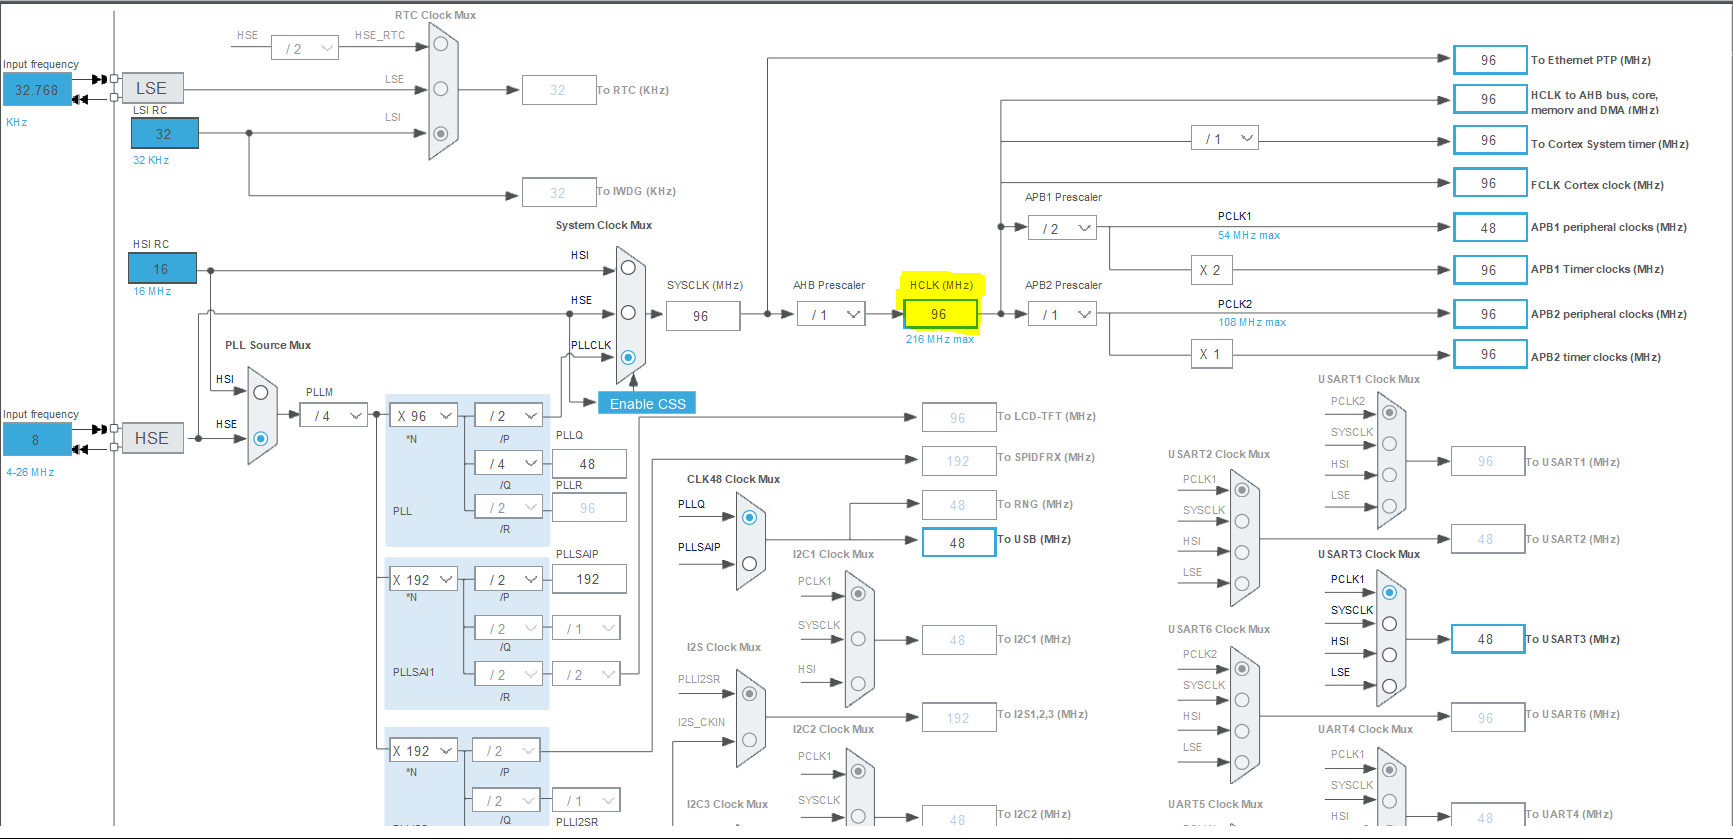 RTC Clock Mux
HSE
/ 2
HSE_RTC
Input frequency
32.768
KHz
LSE
LSE
32
To RTC (KHz)
LSI RC
32
32 KHz
LSI
32
To IWDG (KHz)
96
To Ethernet PTP (MHz)
96
HCLK to AHB bus, core,
memory and DMA (MHz)
/ 1
96
To Cortex System timer (MHz)
96
FCLK Cortex clock (MHz)
APB1 Prescaler
/ 2
PCLK1
54 MHz max
48
APB1 peripheral clocks (MHz)
X 2
96
APB1 Timer clocks (MHz)
System Clock Mux
HSI RC
16
16 MHz
HSI
HSE
PLLCLK
SYSCLK (MHz)
96
AHB Prescaler
/ 1
HCLK (MHz)
96
216 MHz max
APB2 Prescaler
/ 1
PCLK2
108 MHz max
96
APB2 peripheral clocks (MHz)
X 1
96
APB2 timer clocks (MHz)
Enable CSS
PLL Source Mux
HSI
HSE
Input frequency
8
4-26 MHz
HSE
PLLM
/ 4
X 96
*N
/ 2
/P
PLLQ
/ 4
48
/Q
PLLR
/ 2
96
/R
PLL
PLLSAIP
X 192
*N
/ 2
192
/P
/ 2
/ 1
/Q
/ 2
/ 2
/R
PLLSAI1
X 192
*N
/ 2
/P
/ 2
/ 1
/Q
PLLI2SR
96
To LCD-TFT (MHz)
192
To SPIDFRX (MHz)
CLK48 Clock Mux
PLLQ
PLLSAIP
48
To RNG (MHz)
48
To USB (MHz)
I2C1 Clock Mux
PCLK1
SYSCLK
HSI
48
To I2C1 (MHz)
I2S Clock Mux
PLLI2SR
I2S_CKIN
192
To I2S1,2,3 (MHz)
I2C2 Clock Mux
PCLK1
SYSCLK
48
To I2C2 (MHz)
I2C3 Clock Mux
USART1 Clock Mux
PCLK2
SYSCLK
HSI
LSE
96
To USART1 (MHz)
USART2 Clock Mux
PCLK1
SYSCLK
HSI
LSE
48
To USART2 (MHz)
USART3 Clock Mux
PCLK1
SYSCLK
HSI
LSE
48
To USART3 (MHz)
USART6 Clock Mux
PCLK2
SYSCLK
HSI
LSE
96
To USART6 (MHz)
UART4 Clock Mux
PCLK1
SYSCLK
HSI
48
To UART4 (MHz)
UART5 Clock Mux